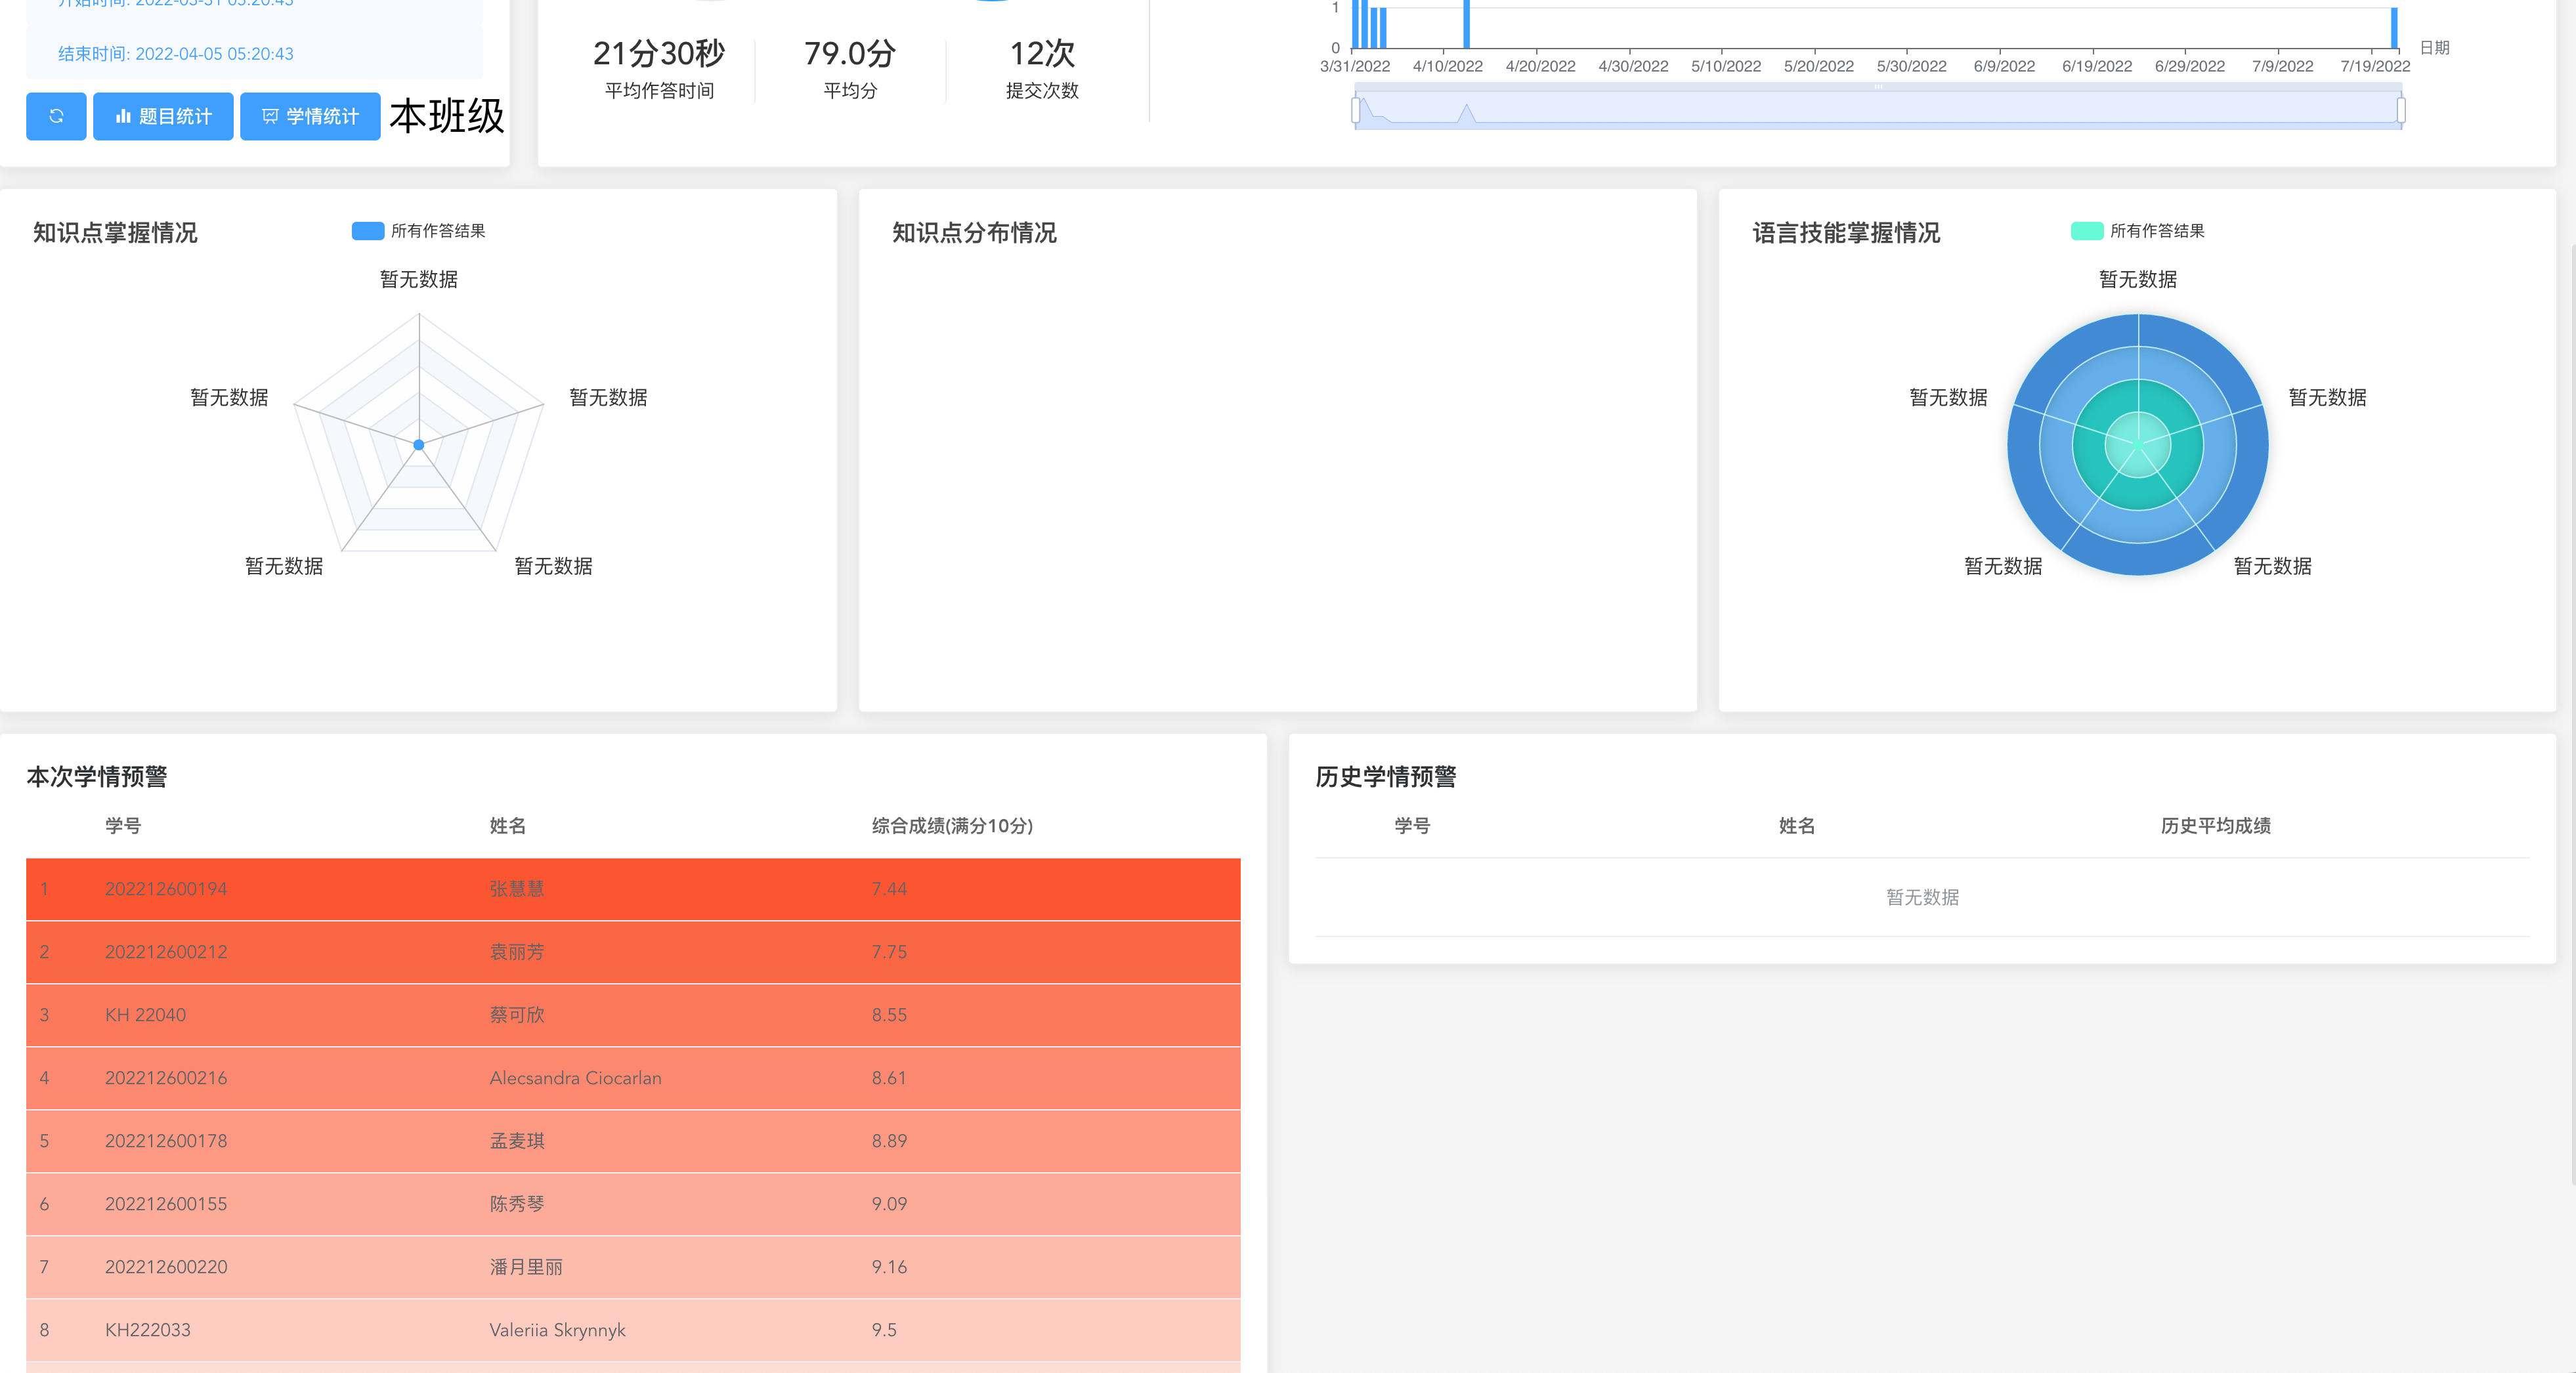 开始时间: 2022-03-31 05:20:43
结束时间: 2022-04-05 05:20:43
题目统计
学情统计
本班级
21分30秒
平均作答时间
79.0分
平均分
12次
提交次数
1
0
3/31/2022 4/10/2022 4/20/2022 4/30/2022 5/10/2022 5/20/2022 5/30/2022 6/9/2022 6/19/2022 6/29/2022 7/9/2022 7/19/2022
日期
知识点掌握情况
所有作答结果
暂无数据
暂无数据
暂无数据
暂无数据
暂无数据
知识点分布情况
语言技能掌握情况
所有作答结果
暂无数据
暂无数据
暂无数据
暂无数据
暂无数据
本次学情预警
学号 姓名 综合成绩(满分10分)
1 202212600194 张慧慧 7.44
2 202212600212 袁丽芳 7.75
3 KH 22040 蔡可欣 8.55
4 202212600216 Alecsandra Ciocarlan 8.61
5 202212600178 孟麦琪 8.89
6 202212600155 陈秀琴 9.09
7 202212600220 潘月里丽 9.16
8 KH222033 Valeriia Skrynnyk 9.5
历史学情预警
学号 姓名 历史平均成绩
暂无数据